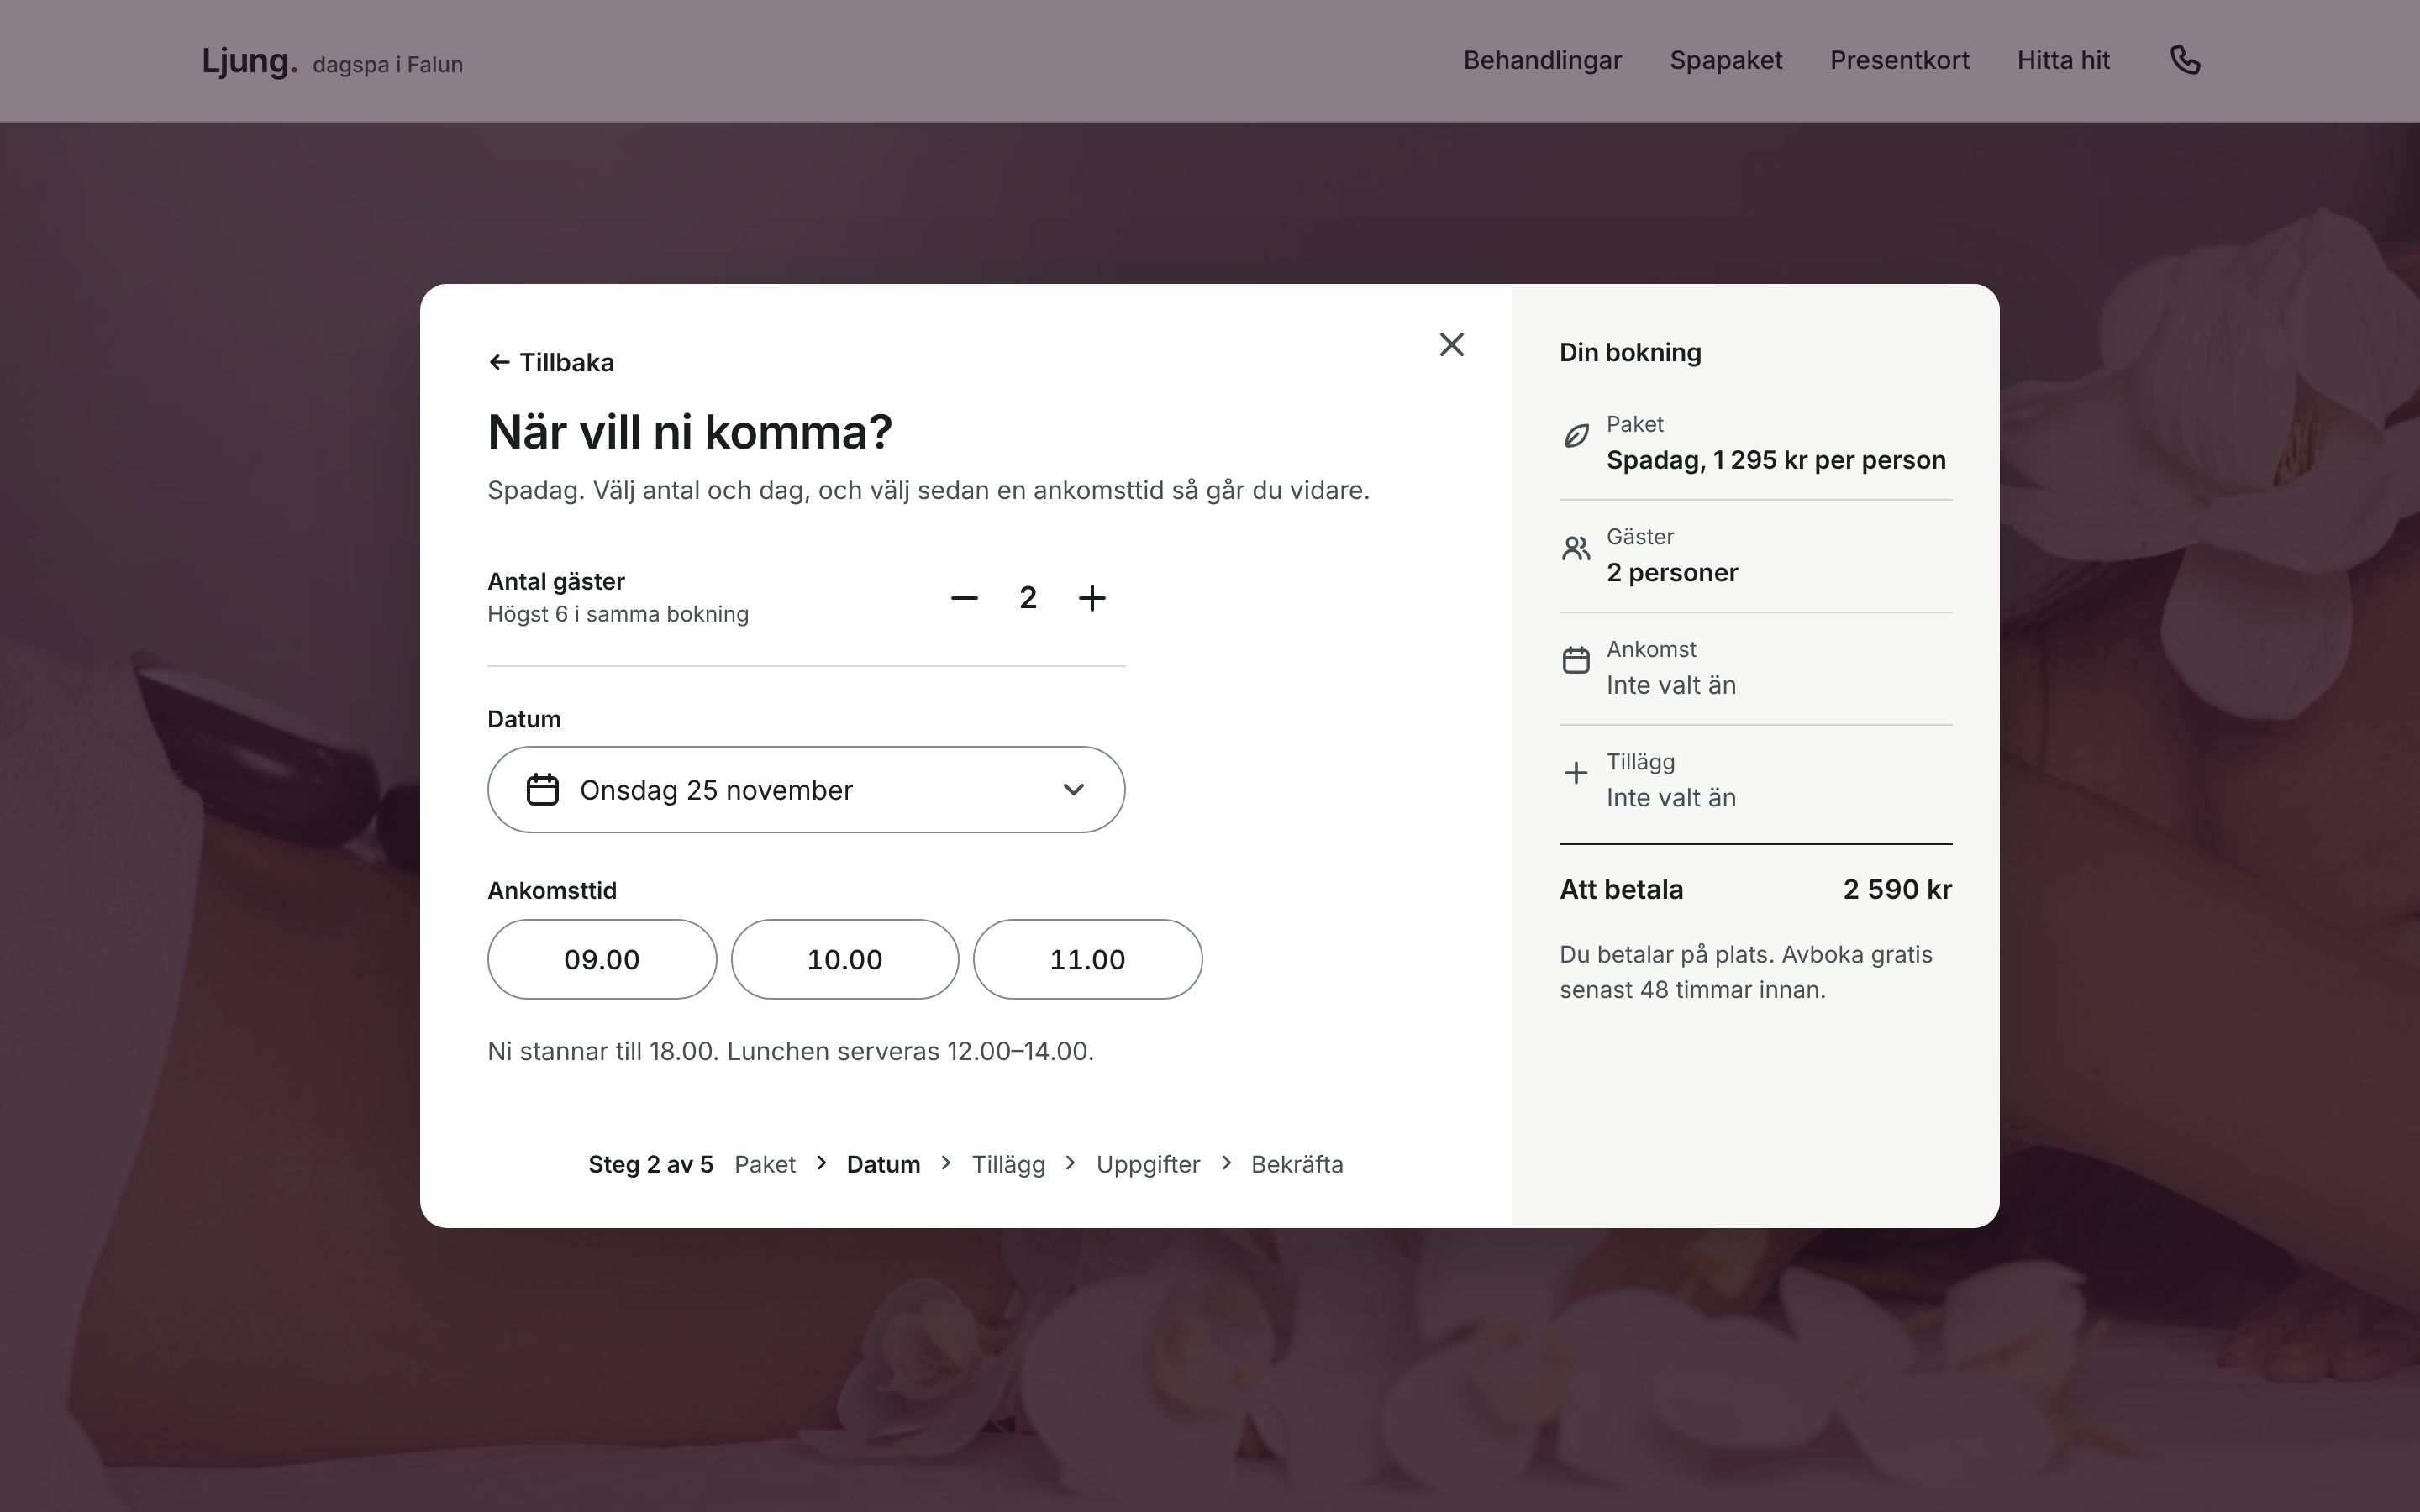 Ljung. dagspa i Falun
Behandlingar Spapaket Presentkort Hitta hit
Tillbaka
När vill ni komma?
Spadag. Välj antal och dag, och välj sedan en ankomsttid så går du vidare.
Antal gäster
Högst 6 i samma bokning
2
Datum
Onsdag 25 november
Ankomsttid
09.00 10.00 11.00
Ni stannar till 18.00. Lunchen serveras 12.00–14.00.
Steg 2 av 5 Paket Datum Tillägg Uppgifter Bekräfta
Din bokning
Paket
Spadag, 1 295 kr per person
Gäster
2 personer
Ankomst
Inte valt än
Tillägg
Inte valt än
Att betala 2 590 kr
Du betalar på plats. Avboka gratis
senast 48 timmar innan.